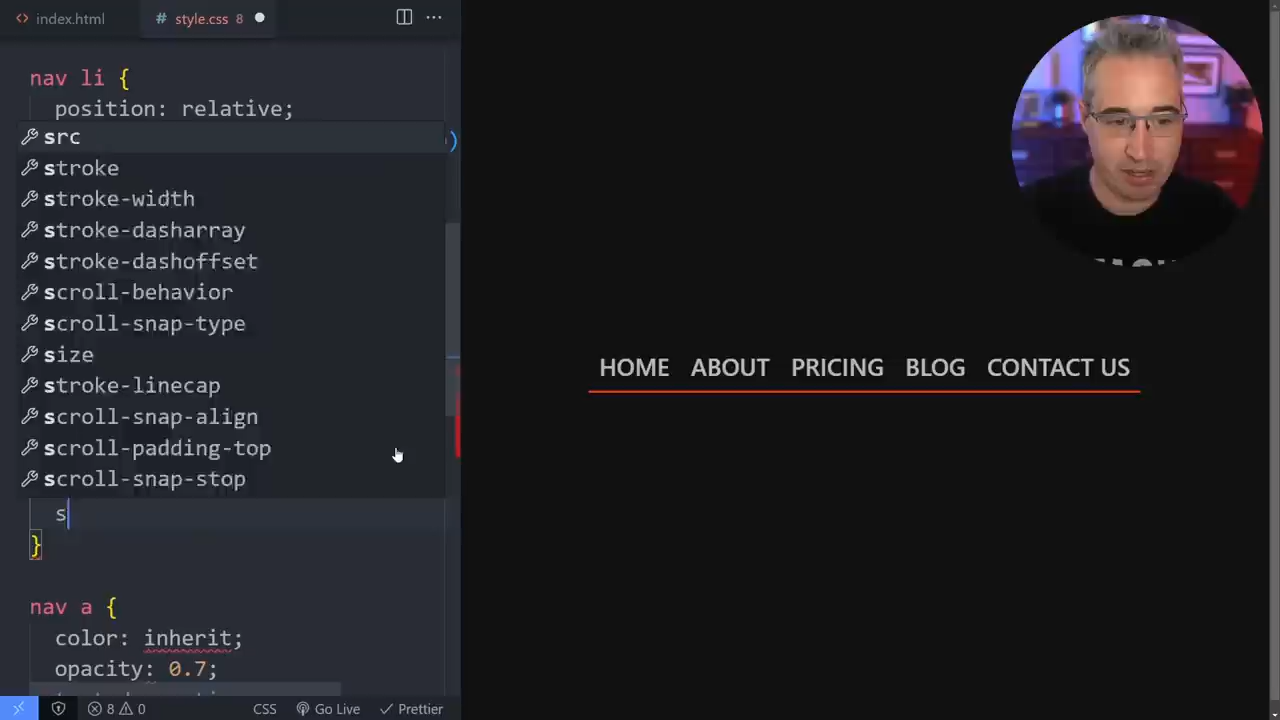 index.html
# style.css 8
nav li {
position: relative;
src
stroke
stroke-width
stroke-dasharray
stroke-dashoffset
scroll-behavior
scroll-snap-type
size
stroke-linecap
scroll-snap-align
scroll-padding-top
scroll-snap-stop
s
}
nav a {
color: inherit;
opacity: 0.7;
8 0
CSS
Go Live
Prettier
HOME ABOUT PRICING BLOG CONTACT US